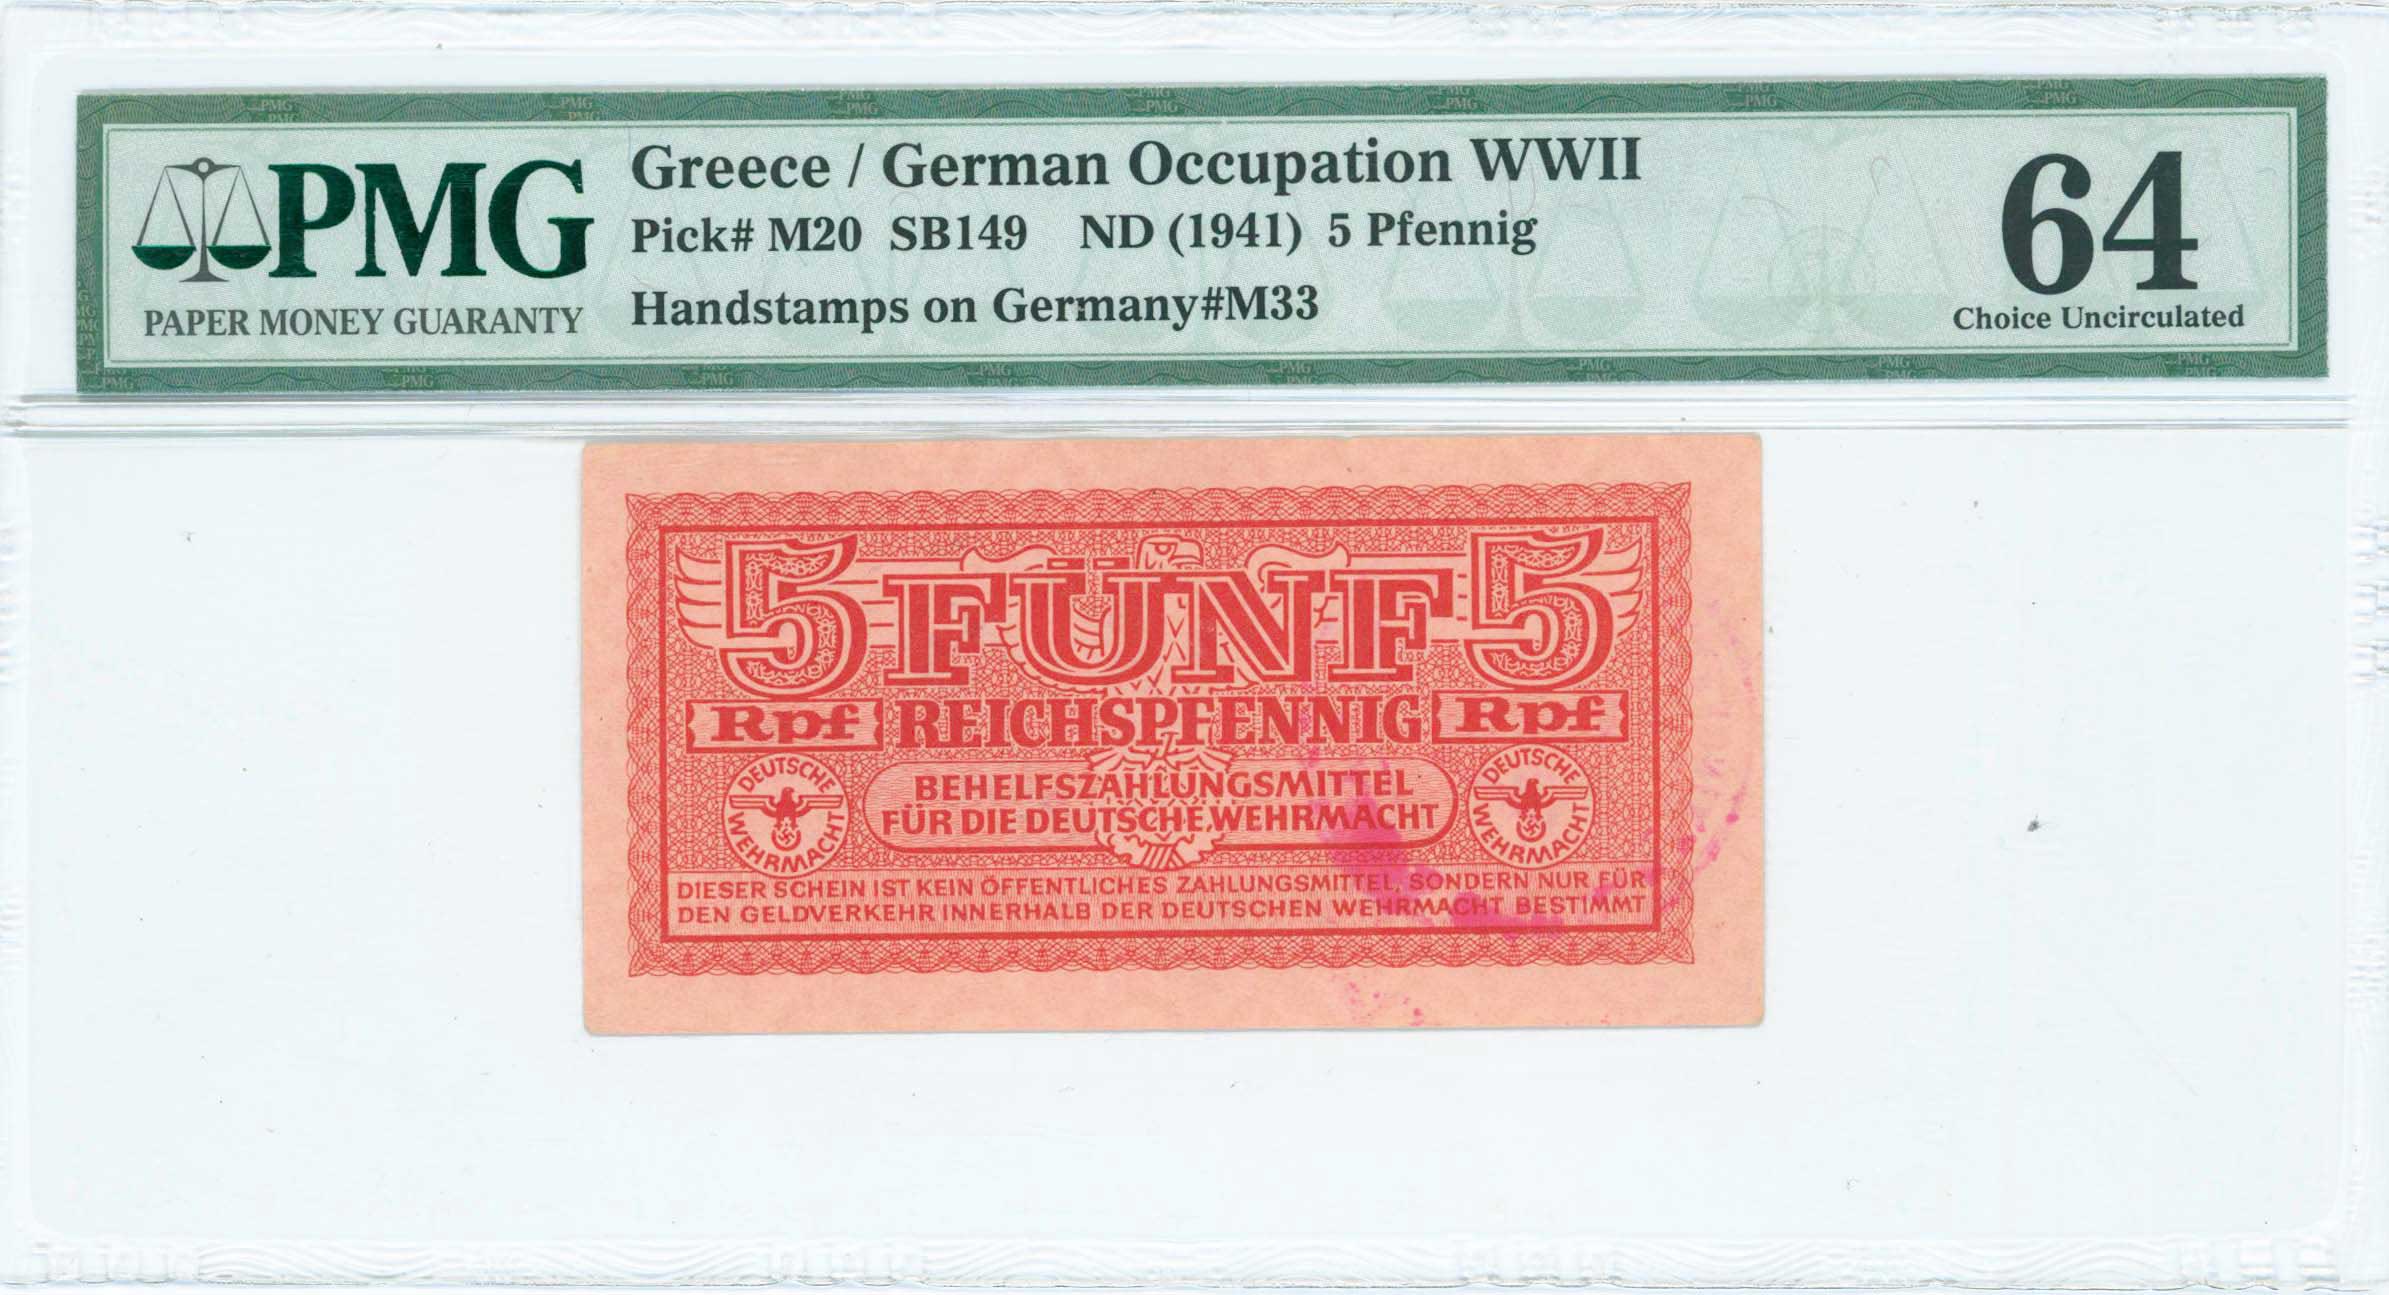 PMG
PAPER MONEY GUARANTY
Greece / German Occupation WWII
Pick# M20 SB149 ND (1941) 5 Pfennig
Handstamps on Germany#M33
64
Choice Uncirculated
5 FÜNF 5
Rpf REICHSPFENNIG Rpf
DEUTSCHE WEHRMACHT
BEHELFSZAHLUNGSMITTEL
FÜR DIE DEUTSCHE WEHRMACHT
DEUTSCHE WEHRMACHT
DIESER SCHEIN IST KEIN ÖFFENTLICHES ZAHLUNGSMITTEL, SONDERN NUR FÜR
DEN GELDVERKEHR INNERHALB DER DEUTSCHEN WEHRMACHT BESTIMMT